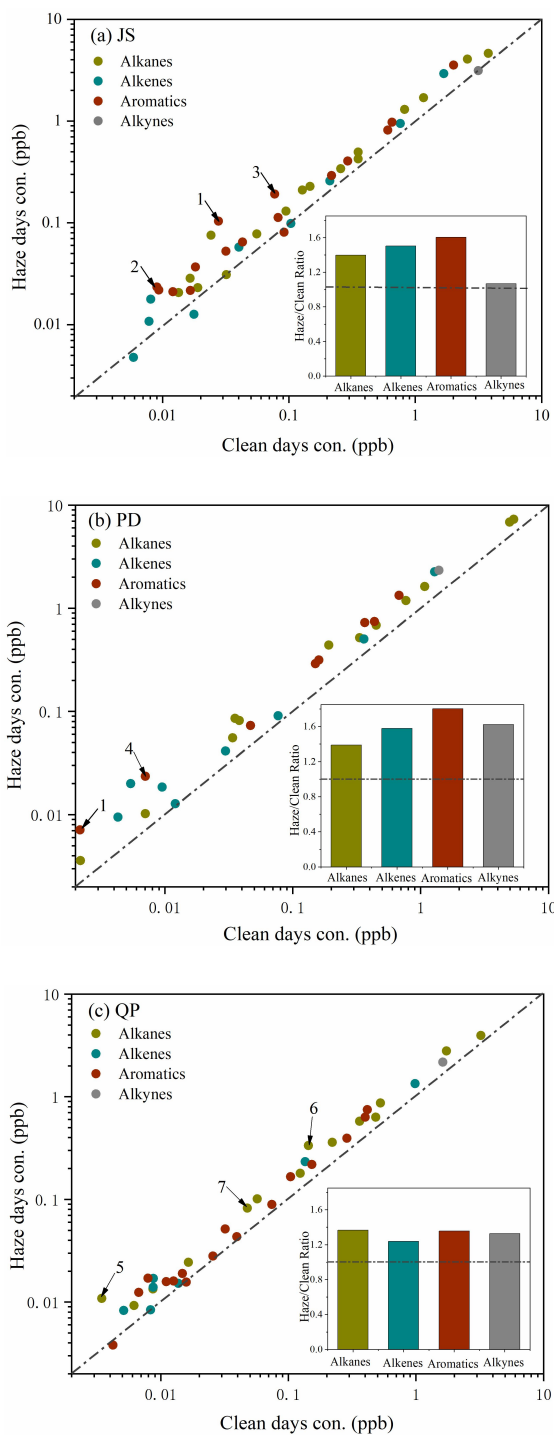 (a) JS
Alkanes
Alkenes
Aromatics
Alkynes
10
1
0.1
0.01
Haze days con. (ppb)
1
2
3
Haze/Clean Ratio
1.6
1.2
0.8
0.4
0.0
Alkanes Alkenes Aromatics Alkynes
0.01 0.1 1 10
Clean days con. (ppb)
(b) PD
Alkanes
Alkenes
Aromatics
Alkynes
10
1
0.1
0.01
Haze days con. (ppb)
4
1
Haze/Clean Ratio
1.6
1.2
0.8
0.4
0.0
Alkanes Alkenes Aromatics Alkynes
0.01 0.1 1 10
Clean days con. (ppb)
(c) QP
Alkanes
Alkenes
Aromatics
Alkynes
10
1
0.1
0.01
Haze days con. (ppb)
6
7
5
Haze/Clean Ratio
1.6
1.2
0.8
0.4
0.0
Alkanes Alkenes Aromatics Alkynes
0.01 0.1 1 10
Clean days con. (ppb)